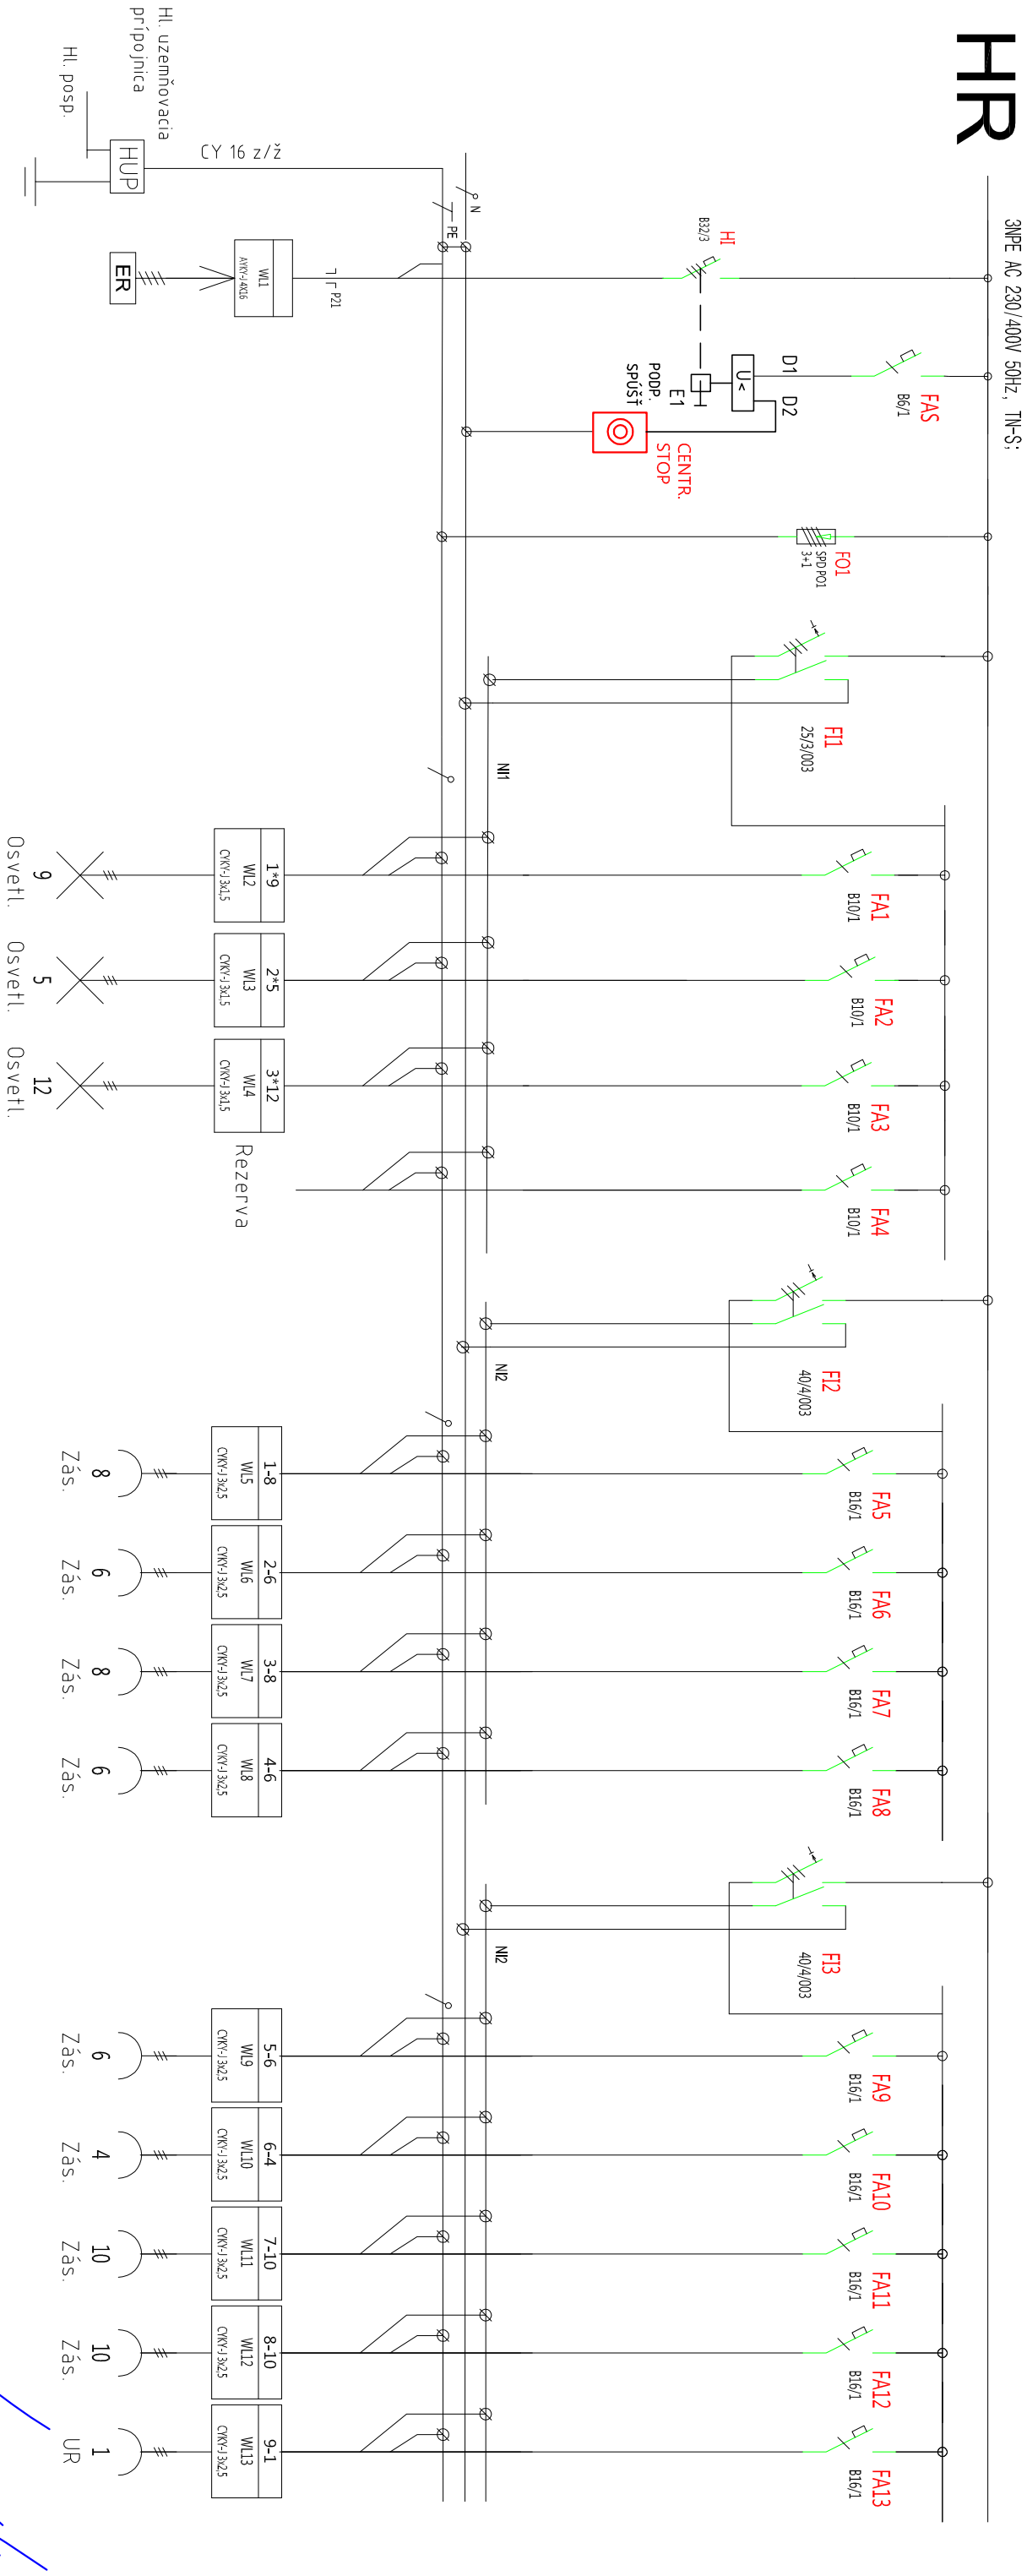 HR
3NPE AC 230/400V 50Hz, TN-S;
Hl. uzemňovacia
prípojnica
Hl. posp.
HUP
CY 16 z/ž
N
PE
ER
WL1
AYKY-J 4X16
P21
HI
B32/3
FAS
B6/1
D1
D2
U<
E1
PODP.
SPÚŠŤ
CENTR.
STOP
FO1
SPD PO1
3+1
FI1
25/3/003
NI1
FA1
B10/1
1*9
WL2
CYKY-J 3x1,5
9
Osvetl.
FA2
B10/1
2*5
WL3
CYKY-J 3x1,5
5
Osvetl.
FA3
B10/1
3*12
WL4
CYKY-J 3x1,5
12
Osvetl.
FA4
B10/1
Rezerva
FI2
40/4/003
NI2
FA5
B16/1
1-8
WL5
CYKY-J 3x2,5
8
Zás.
FA6
B16/1
2-6
WL6
CYKY-J 3x2,5
6
Zás.
FA7
B16/1
3-8
WL7
CYKY-J 3x2,5
8
Zás.
FA8
B16/1
4-6
WL8
CYKY-J 3x2,5
6
Zás.
FI3
40/4/003
NI2
FA9
B16/1
5-6
WL9
CYKY-J 3x2,5
6
Zás.
FA10
B16/1
6-4
WL10
CYKY-J 3x2,5
4
Zás.
FA11
B16/1
7-10
WL11
CYKY-J 3x2,5
10
Zás.
FA12
B16/1
8-10
WL12
CYKY-J 3x2,5
10
Zás.
FA13
B16/1
9-1
WL13
CYKY-J 3x2,5
1
UR